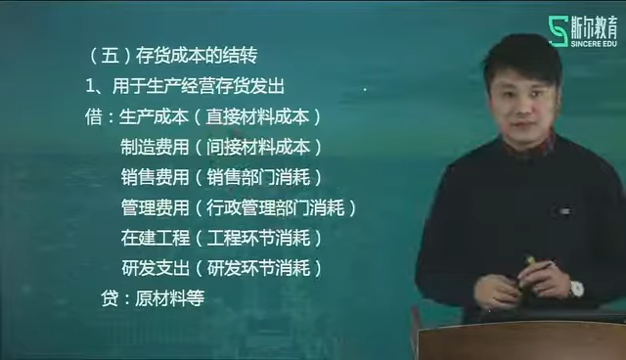 斯尔教育
SINCERE EDU
（五）存货成本的结转
1、用于生产经营存货发出
借：生产成本（直接材料成本）
制造费用（间接材料成本）
销售费用（销售部门消耗）
管理费用（行政管理部门消耗）
在建工程（工程环节消耗）
研发支出（研发环节消耗）
贷：原材料等